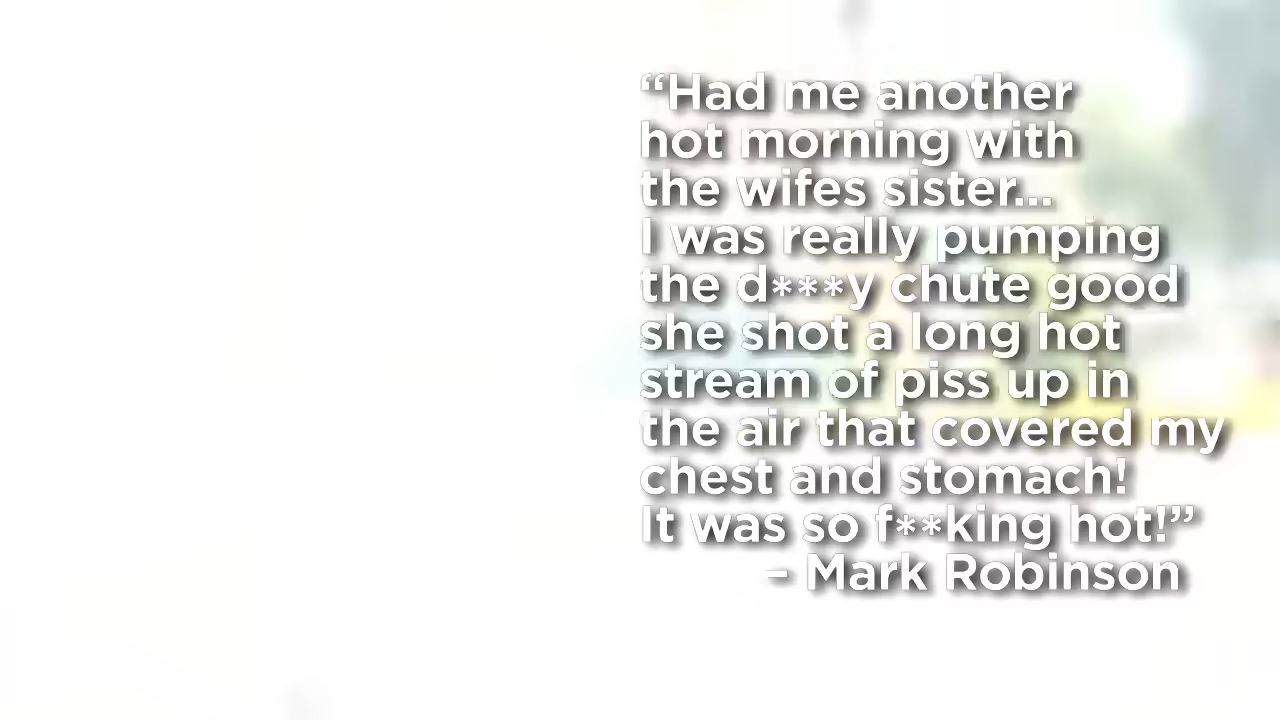 “Had me another
hot morning with
the wifes sister...
I was really pumping
the d***y chute good
she shot a long hot
stream of piss up in
the air that covered my
chest and stomach!
It was so f**king hot!”
– Mark Robinson